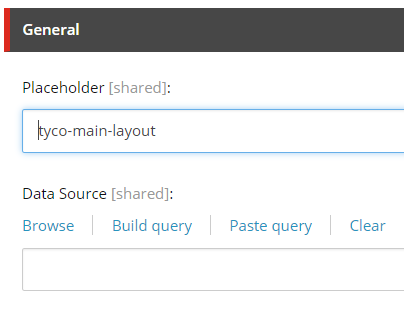 General
Placeholder [shared]:
tyco-main-layout
Data Source [shared]:
Browse Build query Paste query Clear